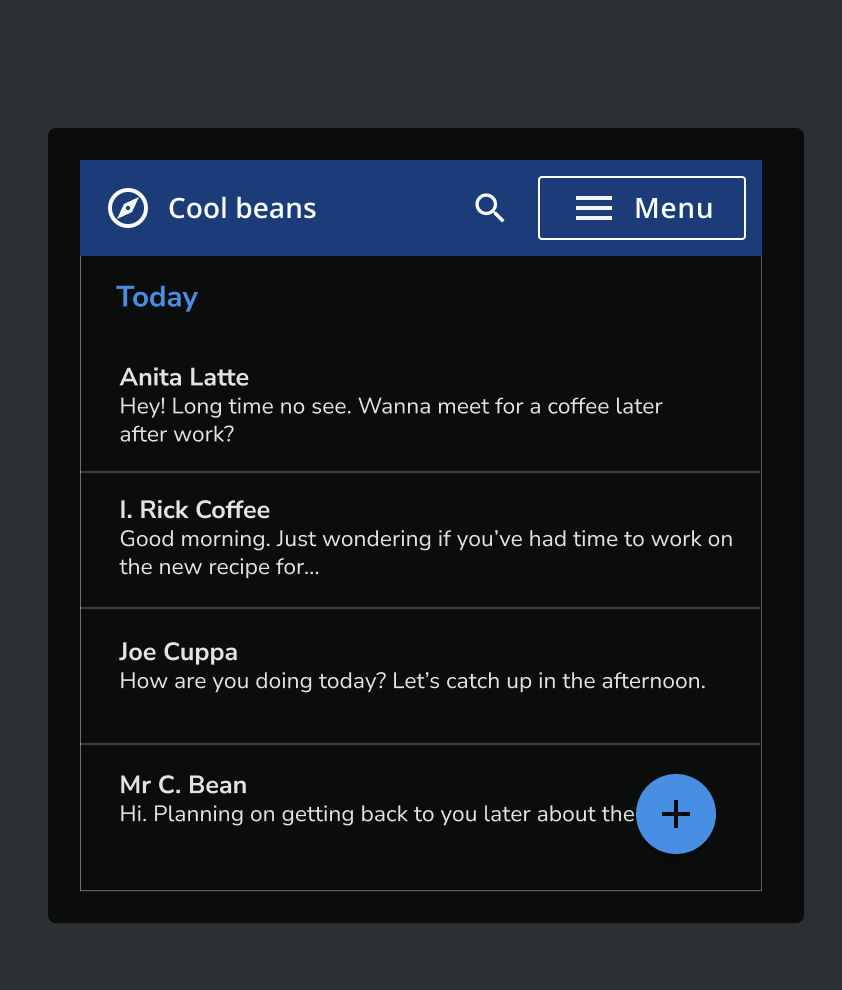 Cool beans
Menu
Today
Anita Latte
Hey! Long time no see. Wanna meet for a coffee later
after work?
I. Rick Coffee
Good morning. Just wondering if you’ve had time to work on
the new recipe for...
Joe Cuppa
How are you doing today? Let’s catch up in the afternoon.
Mr C. Bean
Hi. Planning on getting back to you later about the